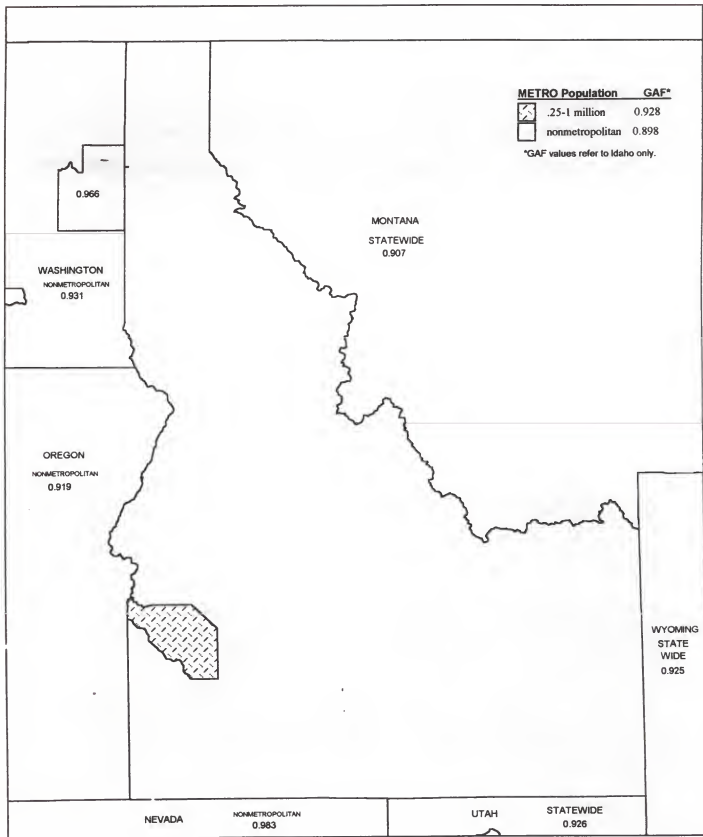 METRO Population GAF*
.25-1 million 0.928
nonmetropolitan 0.898
*GAF values refer to Idaho only.
0.966
MONTANA
STATEWIDE
0.907
WASHINGTON
NONMETROPOLITAN
0.931
OREGON
NONMETROPOLITAN
0.919
WYOMING
STATE
WIDE
0.925
NEVADA
NONMETROPOLITAN
0.983
UTAH
STATEWIDE
0.926